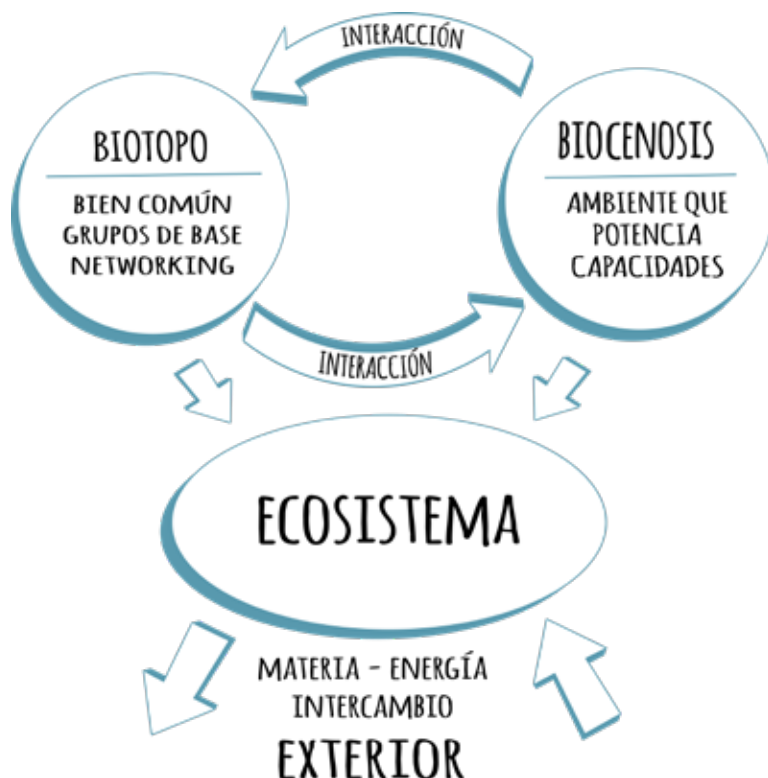 INTERACCIÓN
BIOTOPO
BIEN COMÚN
GRUPOS DE BASE
NETWORKING
BIOCENOSIS
AMBIENTE QUE
POTENCIA
CAPACIDADES
INTERACCIÓN
ECOSISTEMA
MATERIA - ENERGÍA
INTERCAMBIO
EXTERIOR